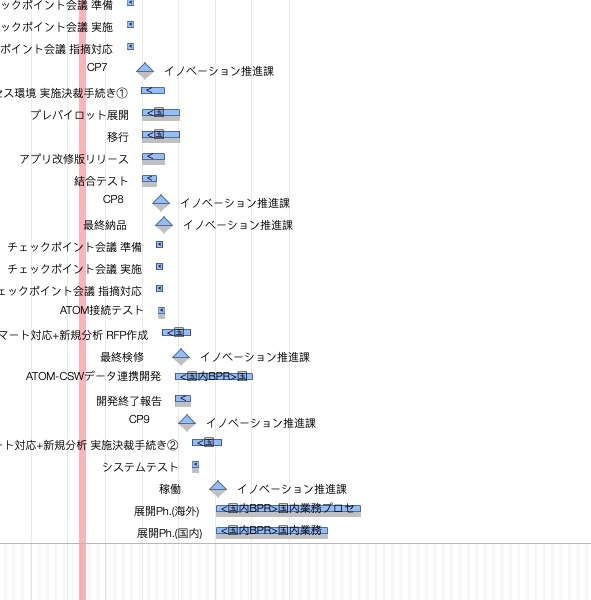 ックポイント会議 準備
ックポイント会議 実施
ポイント会議 指摘対応
CP7 イノベーション推進課
セス環境 実施決裁手続き① <
プレパイロット展開 <国
移行 <国
アプリ改修版リリース <
結合テスト <
CP8 イノベーション推進課
最終納品 イノベーション推進課
チェックポイント会議 準備
チェックポイント会議 実施
ェックポイント会議 指摘対応
ATOM接続テスト
マート対応+新規分析 RFP作成 <国
最終検修 イノベーション推進課
ATOM-CSWデータ連携開発 <国内BPR>国
開発終了報告 <
CP9 イノベーション推進課
ート対応+新規分析 実施決裁手続き② <国
システムテスト
稼働 イノベーション推進課
展開Ph.(海外) <国内BPR>国内業務プロセ
展開Ph.(国内) <国内BPR>国内業務